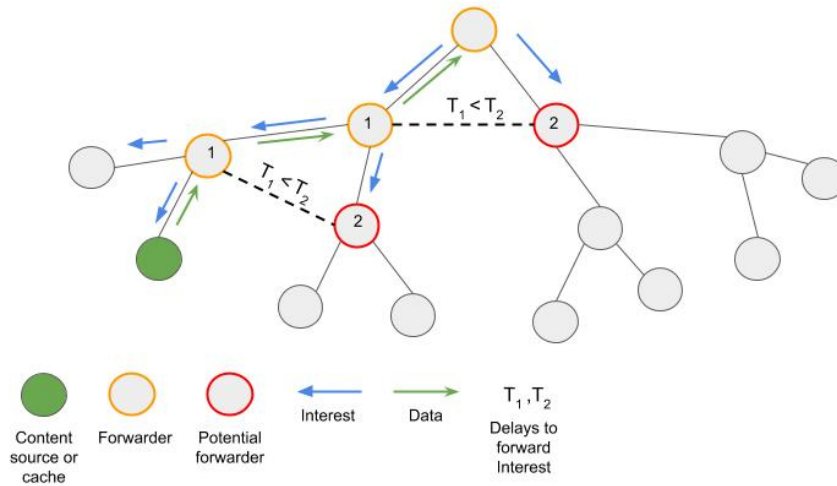 T₁ < T₂
1
2
1
T₁ < T₂
2
Content
source or
cache
Forwarder
Potential
forwarder
Interest
Data
T₁ ,T₂
Delays to
forward
Interest